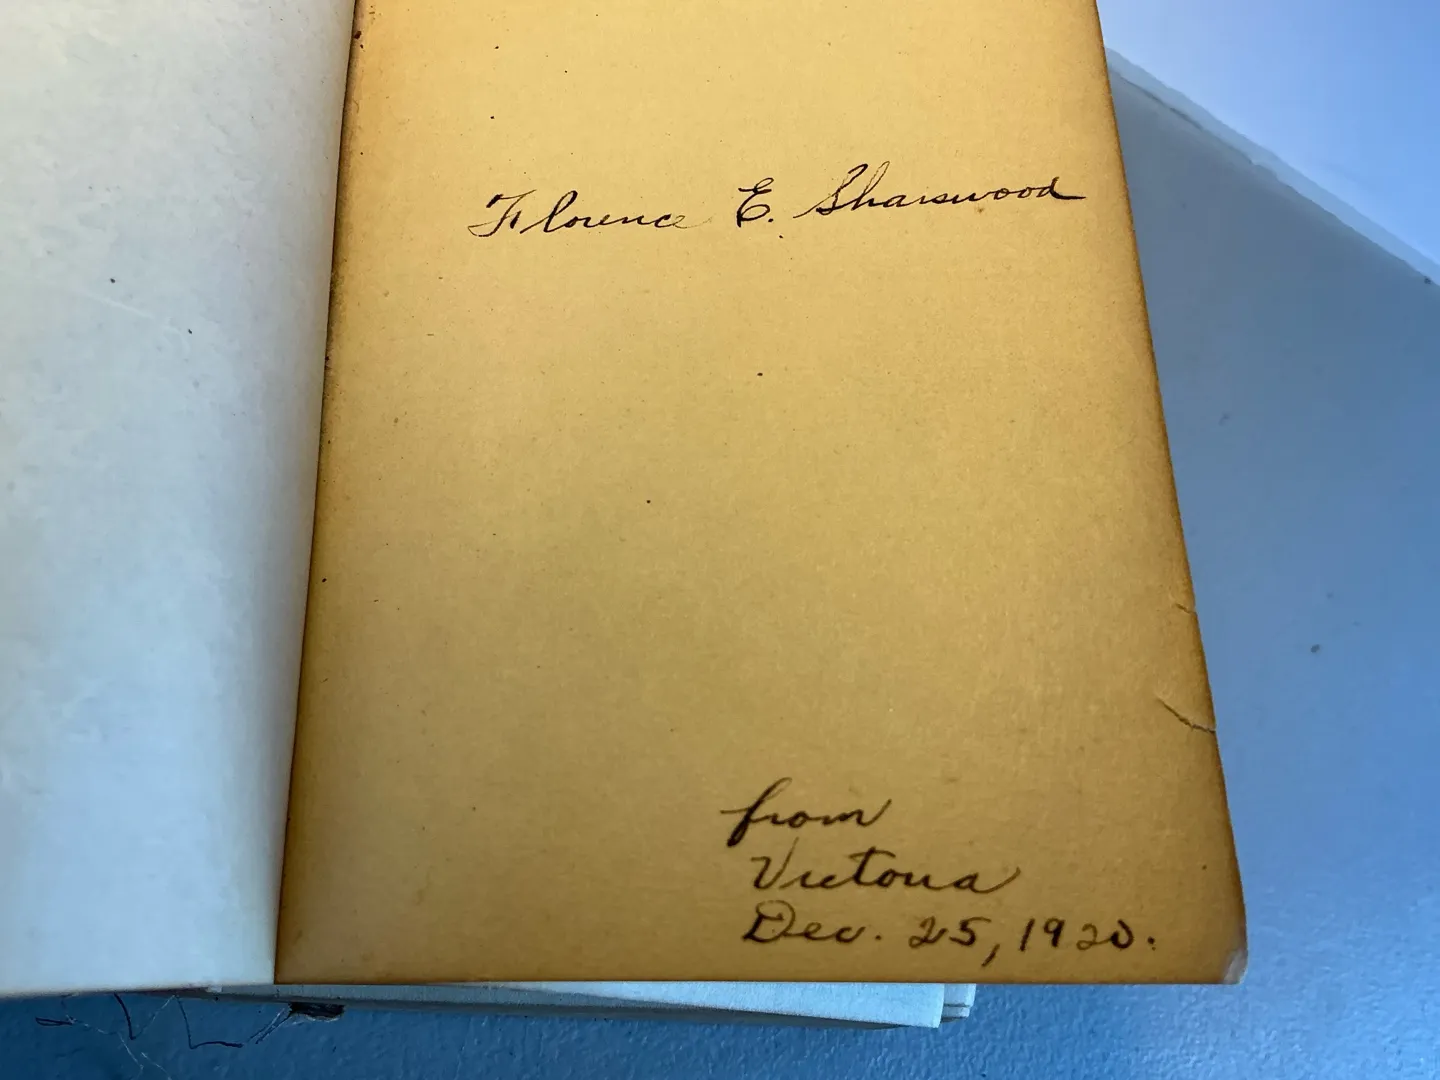 Florence E. Sharswood
from
Victoria
Dec. 25, 1920.